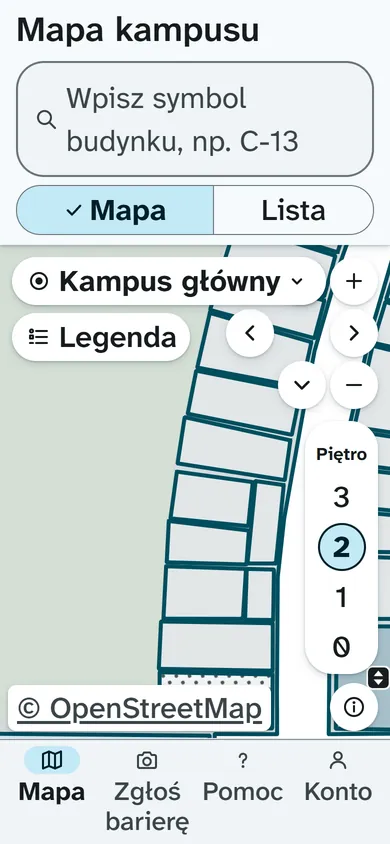 Mapa kampusu
Wpisz symbol
budynku, np. C-13
Mapa
Lista
Kampus główny
Legenda
Piętro
3
2
1
0
© OpenStreetMap
Mapa
Zgłoś
barierę
Pomoc
Konto